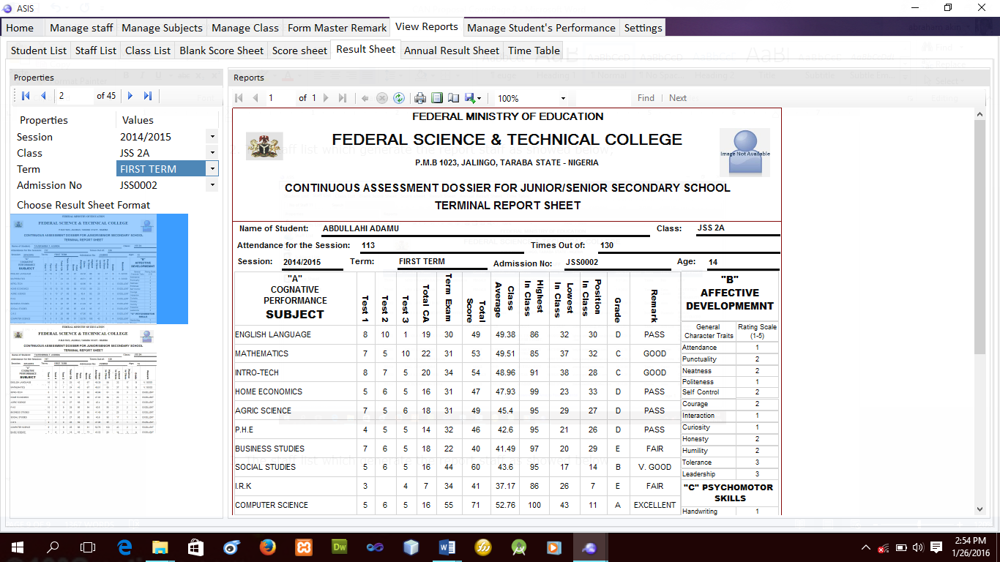 ASIS
Home Manage staff Manage Subjects Manage Class Form Master Remark View Reports Manage Student's Performance Settings
Student List Staff List Class List Blank Score Sheet Score sheet Result Sheet Annual Result Sheet Time Table
Properties
2 of 45
Properties Values
Session 2014/2015
Class JSS 2A
Term FIRST TERM
Admission No JSS0002
Choose Result Sheet Format
Reports
1 of 1 100% Find | Next
FEDERAL MINISTRY OF EDUCATION
FEDERAL SCIENCE & TECHNICAL COLLEGE
Image Not Available
P.M.B 1023, JALINGO, TARABA STATE - NIGERIA
CONTINUOUS ASSESSMENT DOSSIER FOR JUNIOR/SENIOR SECONDARY SCHOOL
TERMINAL REPORT SHEET
Name of Student: ABDULLAHI ADAMU Class: JSS 2A
Attendance for the Session: 113 Times Out of: 130
Session: 2014/2015 Term: FIRST TERM Admission No: JSS0002 Age: 14
"A"
COGNATIVE
PERFORMANCE
SUBJECT
Test 1 Test 2 Test 3 Total CA Term Exam Total Score Class Average Highest In Class Lowest In Class Position In Class Grade Remark
ENGLISH LANGUAGE 8 10 1 19 30 49 49.38 86 32 30 D PASS
MATHEMATICS 7 5 10 22 31 53 49.51 85 37 32 C GOOD
INTRO-TECH 8 7 5 20 34 54 48.96 91 38 28 C GOOD
HOME ECONOMICS 5 6 5 16 31 47 47.93 99 23 33 D PASS
AGRIC SCIENCE 7 5 6 18 31 49 45.4 95 29 27 D PASS
P.H.E 4 5 5 14 32 46 42.6 95 21 26 D PASS
BUSINESS STUDIES 7 6 5 18 22 40 41.49 97 20 29 E FAIR
SOCIAL STUDIES 5 6 5 16 44 60 43.6 95 17 14 B V. GOOD
I.R.K 3 4 7 34 41 37.17 86 26 7 E FAIR
COMPUTER SCIENCE 5 6 5 16 55 71 52.76 100 43 2 11 A EXCELLENT
"B"
AFFECTIVE
DEVELOPMEMNT
General Character Traits Rating Scale (1-5)
Attendance 1
Punctuality 2
Neatness 2
Politeness 1
Self Control 2
Courage 2
Interaction 1
Curiosity 1
Honesty 2
Humility 2
Tolerance 3
Leadership 3
"C" PSYCHOMOTOR
SKILLS
Handwriting 1
2:54 PM
1/26/2016